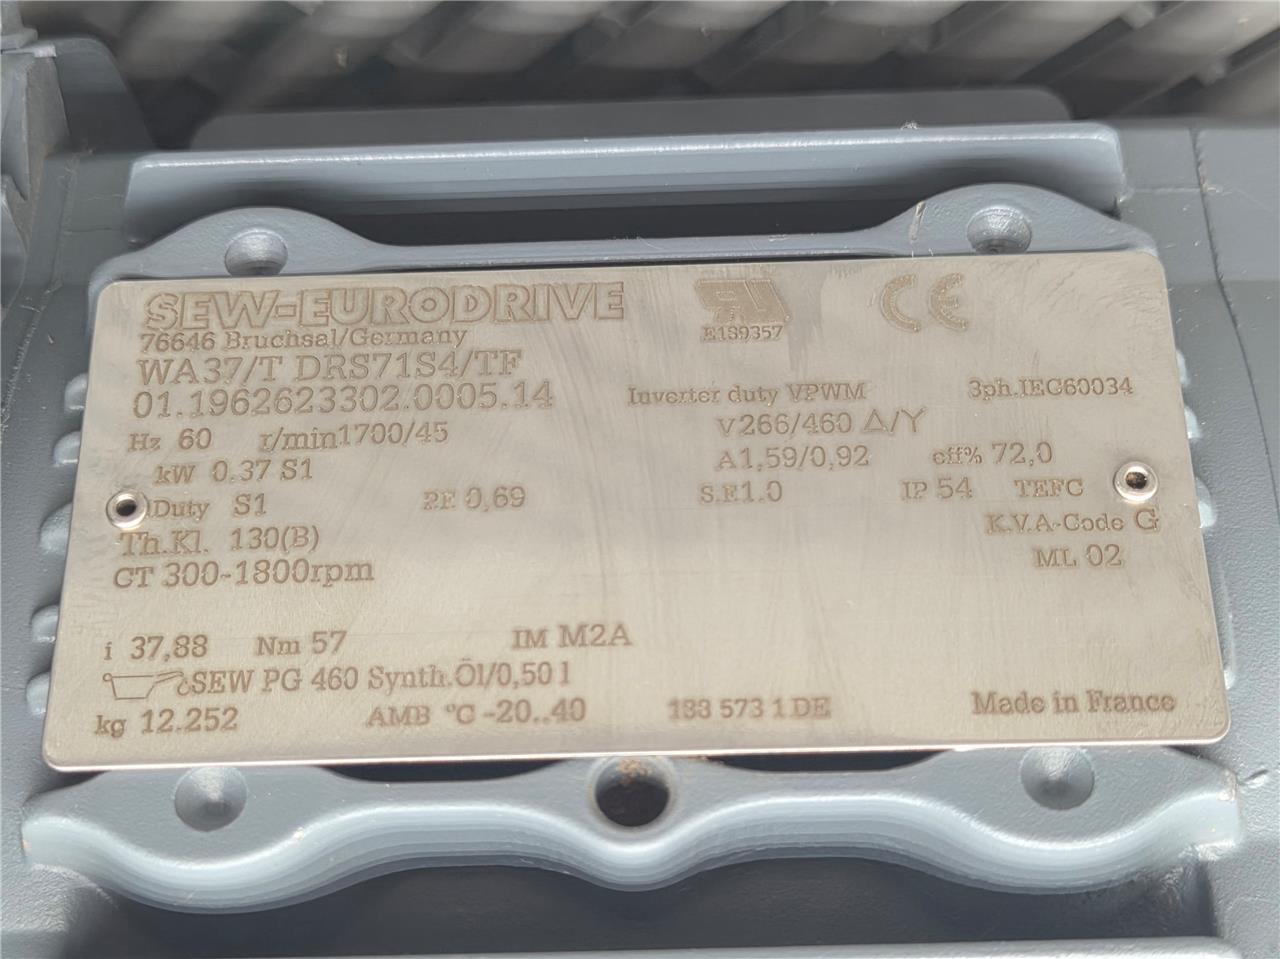 SEW-EURODRIVE
76646 Bruchsal/Germany
E189357
CE
WA37/T DRS71S4/TF
01.1962623302.0005.14
Inverter duty VPWM 3ph.IEC60034
Hz 60 r/min1700/45 V266/460 Δ/Y
kW 0.37 S1 A1,59/0,92 eff% 72,0
Duty S1 P.F. 0,69 S.F.1.0 IP 54 TEFC
Th.Kl. 130(B) K.V.A-Code G
CT 300-1800rpm ML 02
i 37,88 Nm 57 IM M2A
SEW PG 460 Synth.Öl/0,50 l
kg 12.252 AMB °C -20..40 188 573 1 DE Made in France